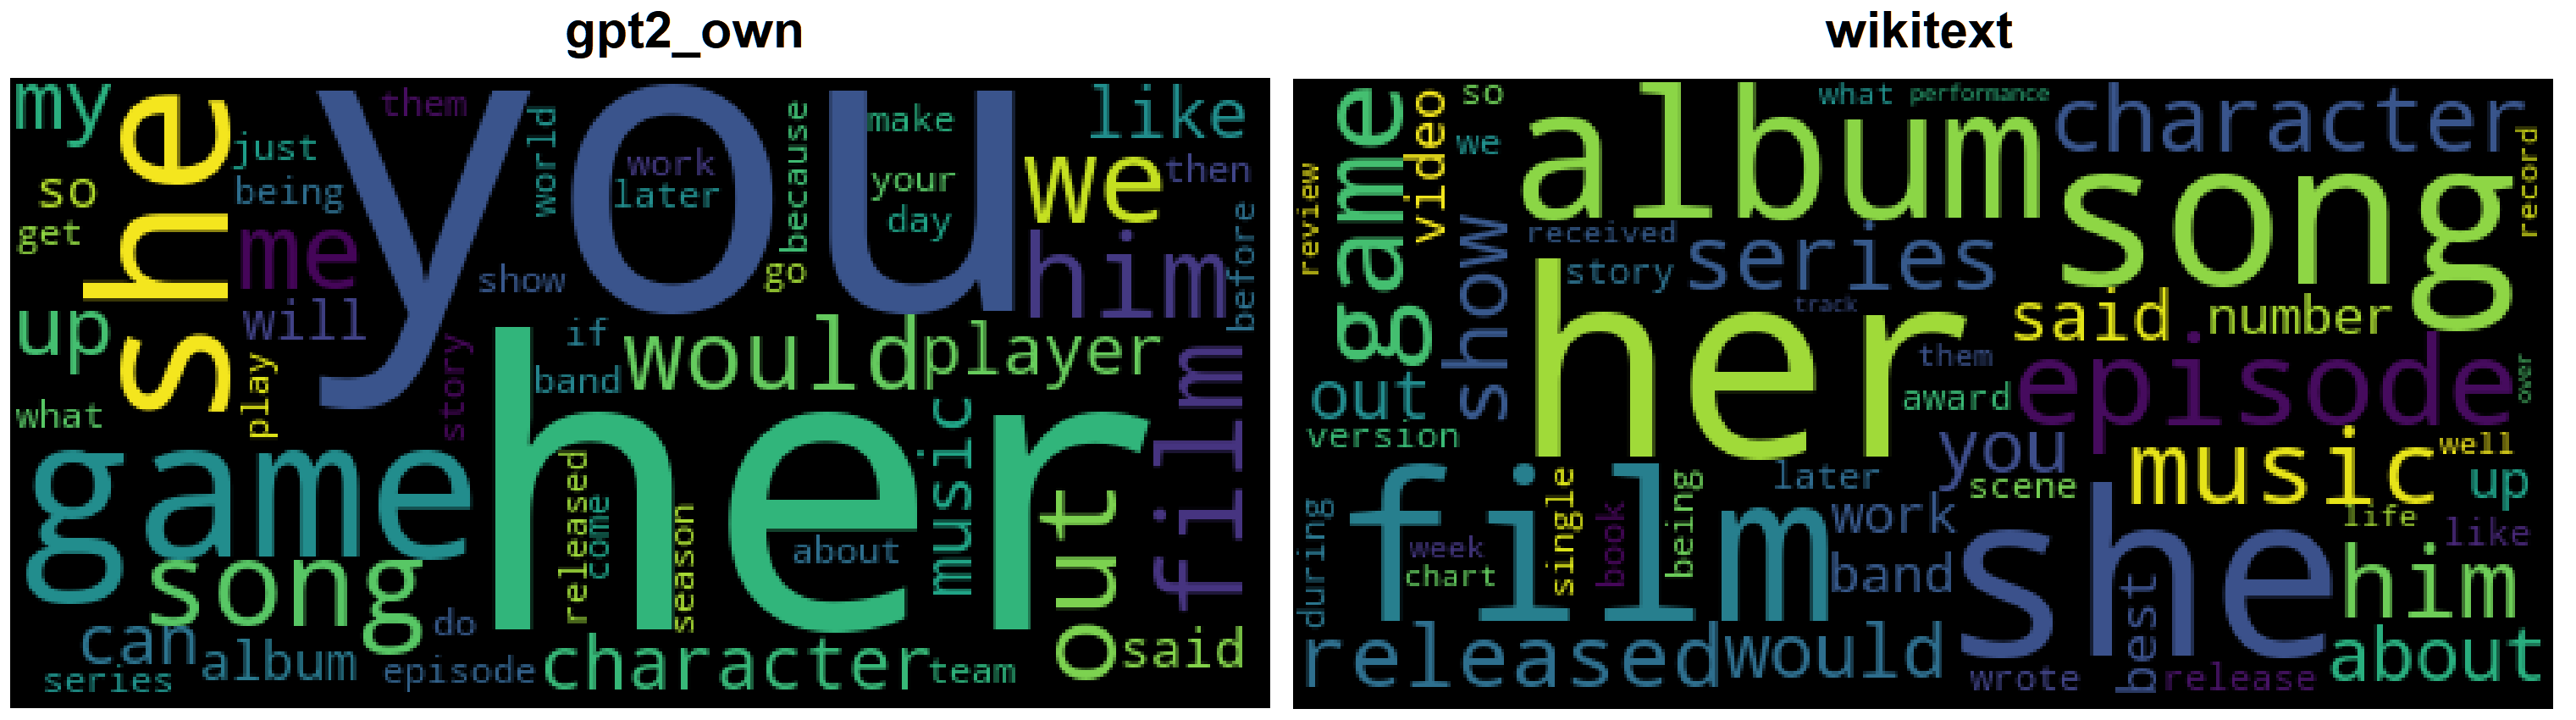 gpt2_own
my
she
you
them
like
just
being
world
work
later
because
make
your
day
we
then
so
get
me
show
go
him
before
up
will
story
if
band
would
player
film
what
play
game
her
music
out
released
come
season
about
song
can
do
album
series
episode
character
team
said
wikitext
game
so
video
we
album
what
performance
character
record
review
show
received
story
series
song
track
her
said
number
them
episode
over
out
version
award
you
music
well
scene
up
film
later
single
book
being
week
chart
work
band
she
life
like
during
him
best
released
would
wrote
release
about